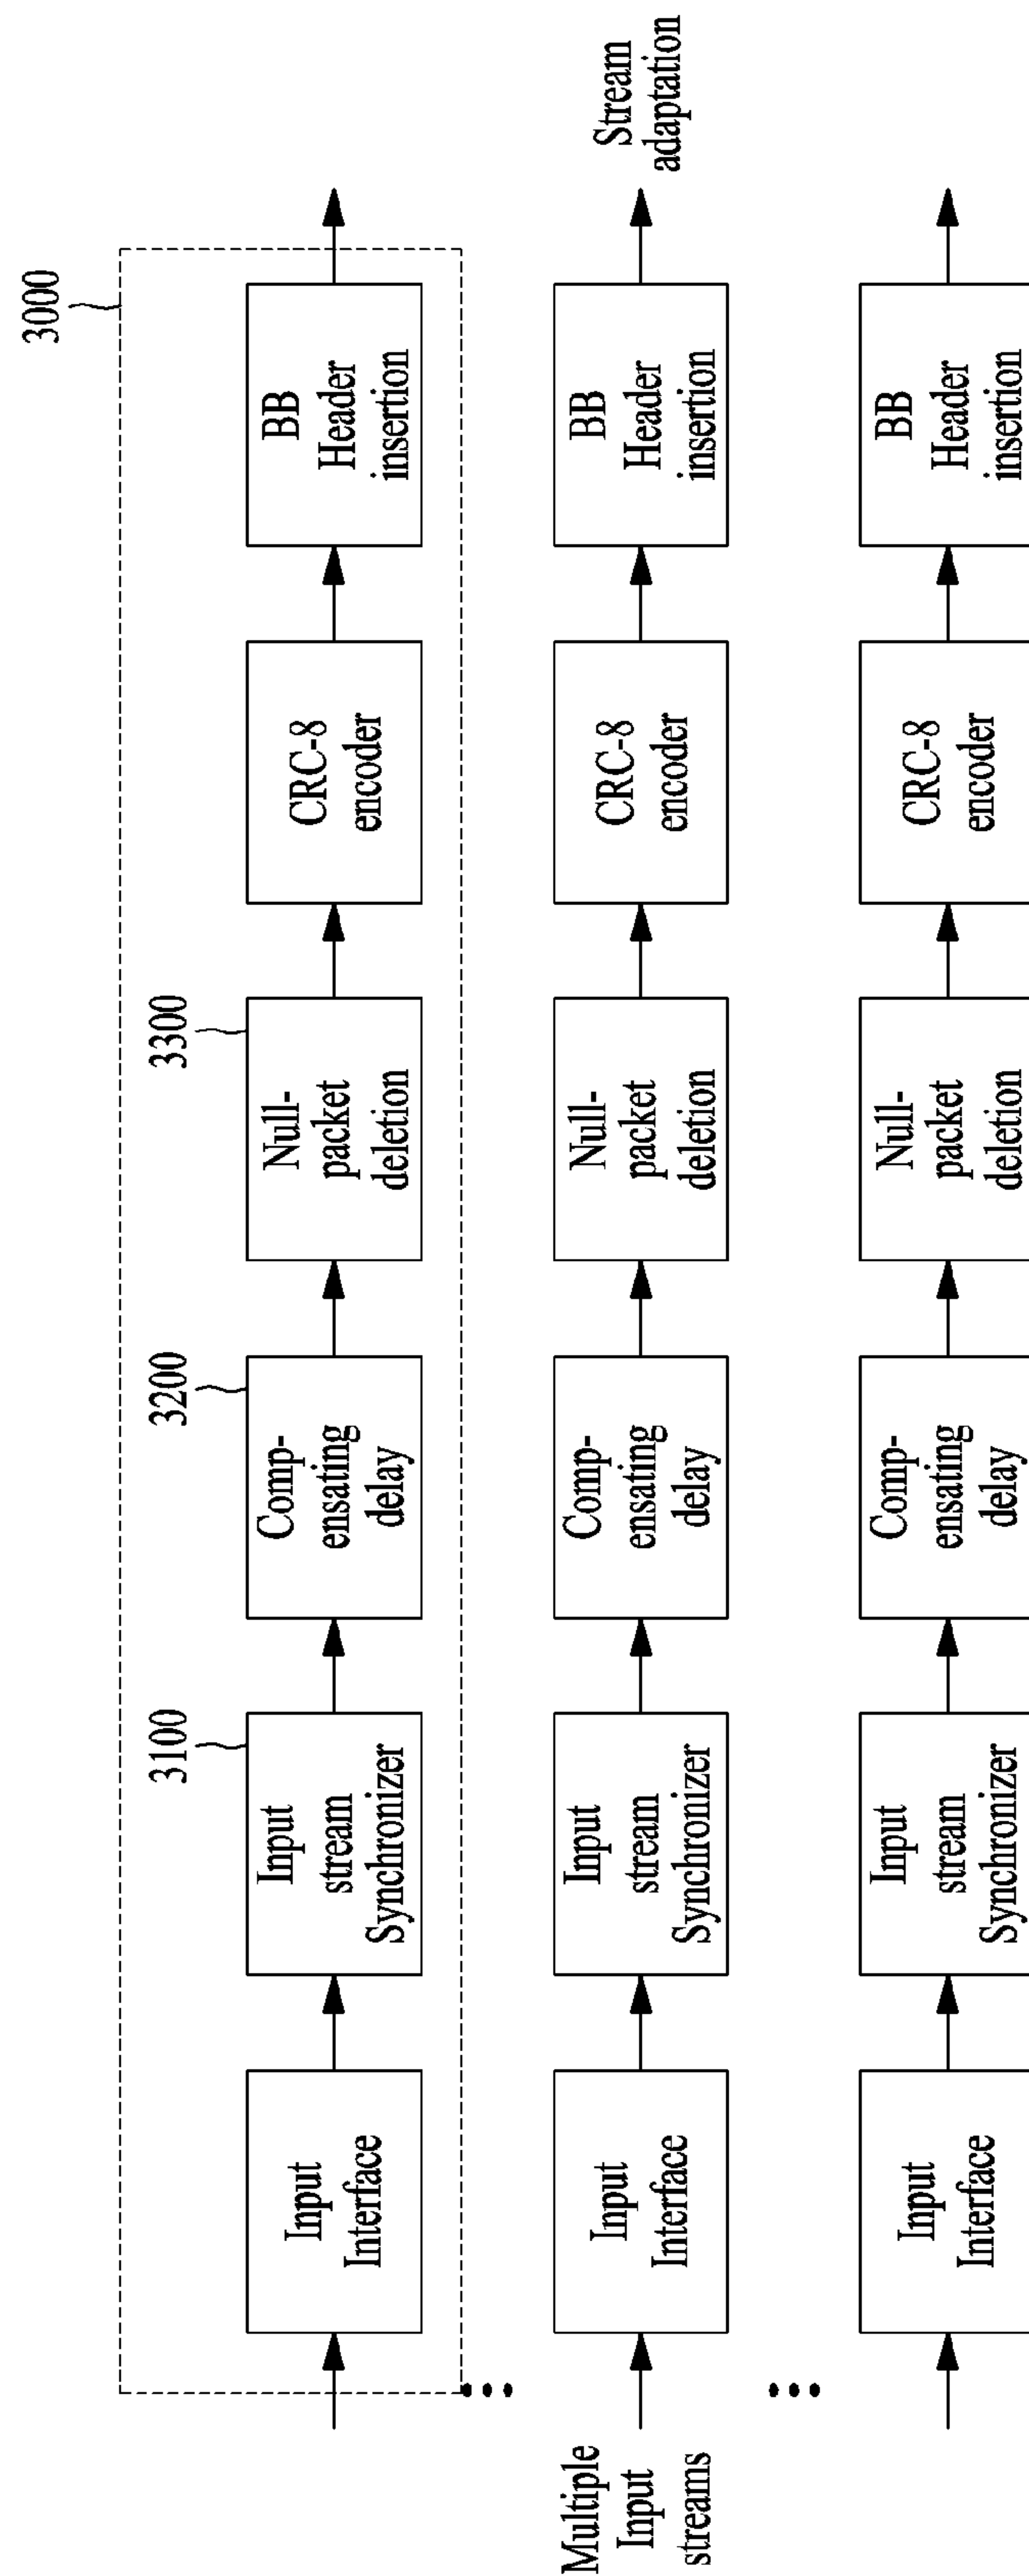 3000
3100
3200
3300
Input
Interface
Input
stream
Synchronizer
Comp-
ensating
delay
Null-
packet
deletion
CRC-8
encoder
BB
Header
insertion
Multiple
Input
streams
Input
Interface
Input
stream
Synchronizer
Comp-
ensating
delay
Null-
packet
deletion
CRC-8
encoder
BB
Header
insertion
Stream
adaptation
Input
Interface
Input
stream
Synchronizer
Comp-
ensating
delay
Null-
packet
deletion
CRC-8
encoder
BB
Header
insertion